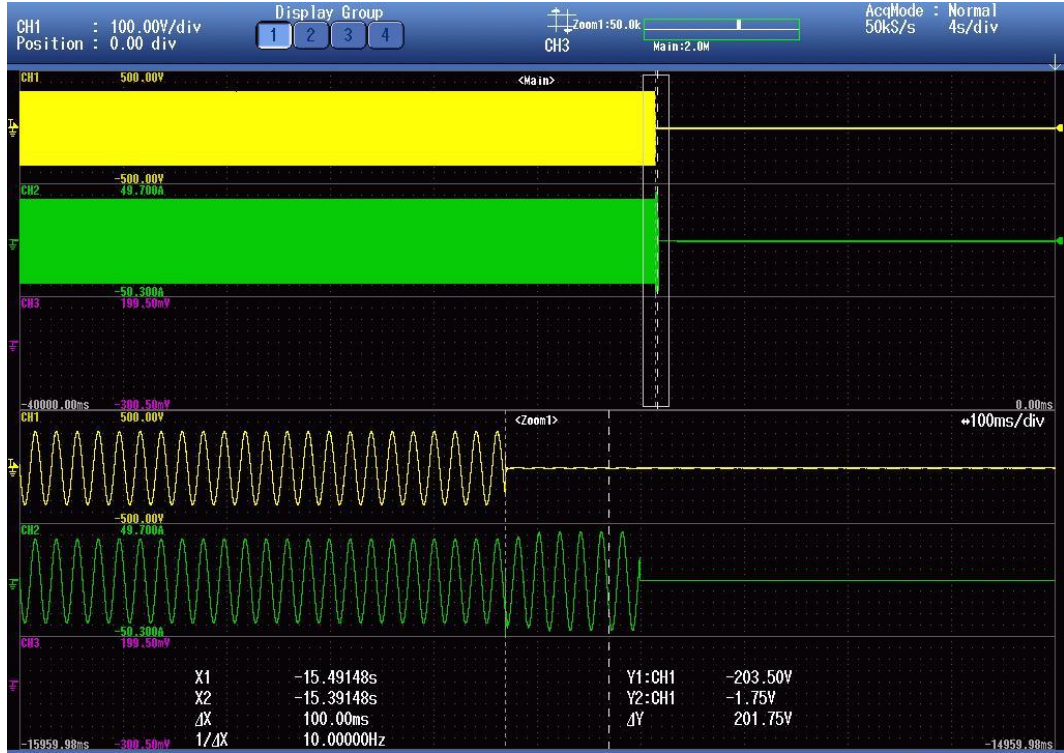 CH1 : 100.00V/div
Position : 0.00 div
Display Group
1 2 3 4
CH3
Zoom1:50.0k
Main:2.0M
AcqMode : Normal
50kS/s 4s/div
CH1 500.00V
<Main>
-500.00V
CH2 49.700A
-50.300A
CH3 199.50mV
-40000.00ms -300.50mV 0.00ms
CH1 500.00V
<Zoom1>
↔100ms/div
-500.00V
CH2 49.700A
-50.300A
CH3 199.50mV
X1 -15.49148s Y1:CH1 -203.50V
X2 -15.39148s Y2:CH1 -1.75V
ΔX 100.00ms ΔY 201.75V
1/ΔX 10.00000Hz
-15959.98ms -300.50mV -14959.98ms